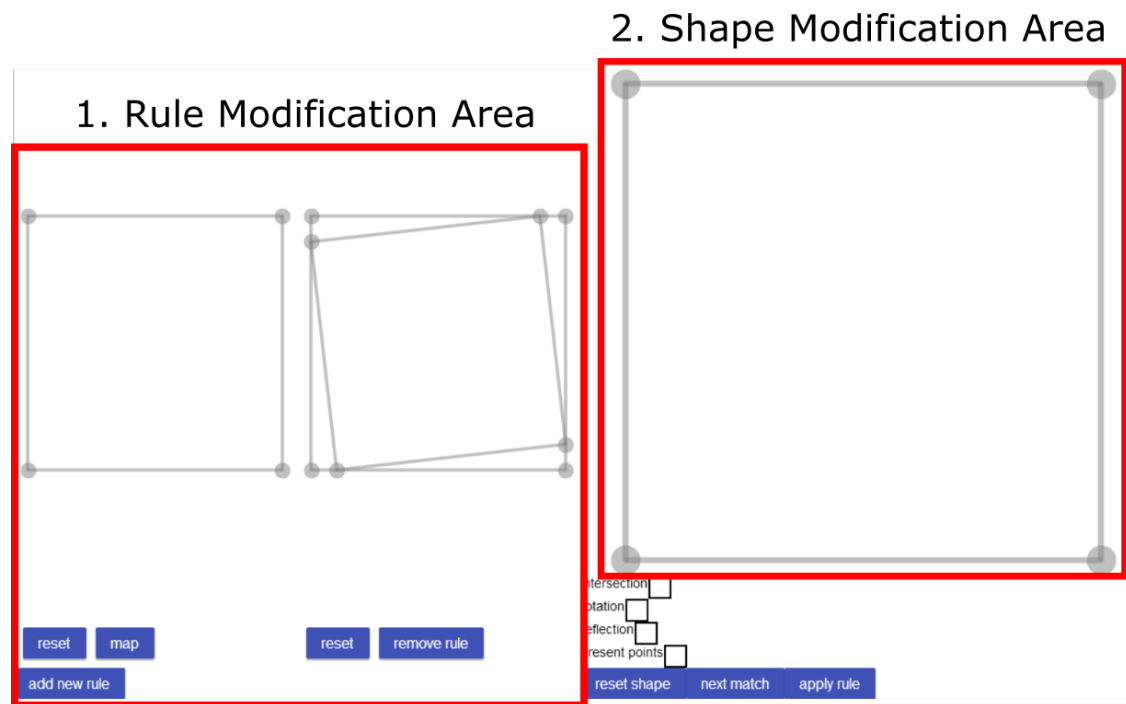 2. Shape Modification Area
1. Rule Modification Area
ntersection
otation
eflection
resent points
reset map reset remove rule
add new rule reset shape next match apply rule